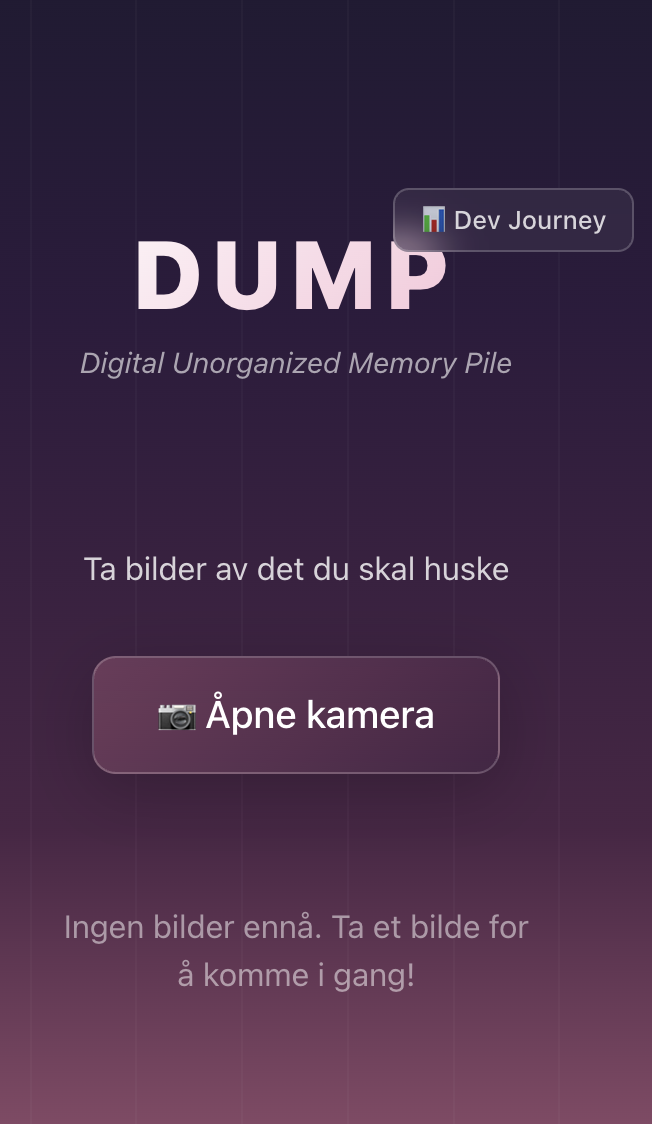 Dev Journey
DUMP
Digital Unorganized Memory Pile
Ta bilder av det du skal huske
Åpne kamera
Ingen bilder ennå. Ta et bilde for
å komme i gang!